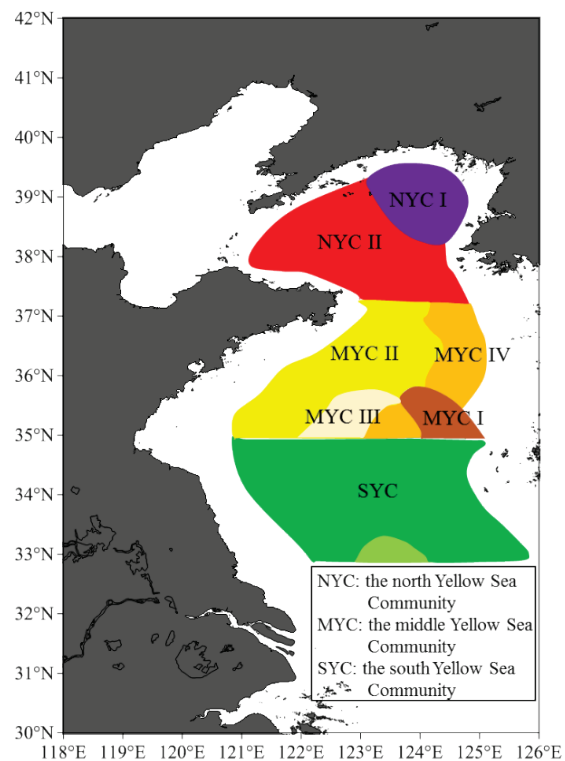 42°N
41°N
40°N
39°N
38°N
37°N
36°N
35°N
34°N
33°N
32°N
31°N
30°N
NYC I
NYC II
MYC II
MYC IV
MYC III
MYC I
SYC
NYC: the north Yellow Sea
Community
MYC: the middle Yellow Sea
Community
SYC: the south Yellow Sea
Community
118°E 119°E 120°E 121°E 122°E 123°E 124°E 125°E 126°E